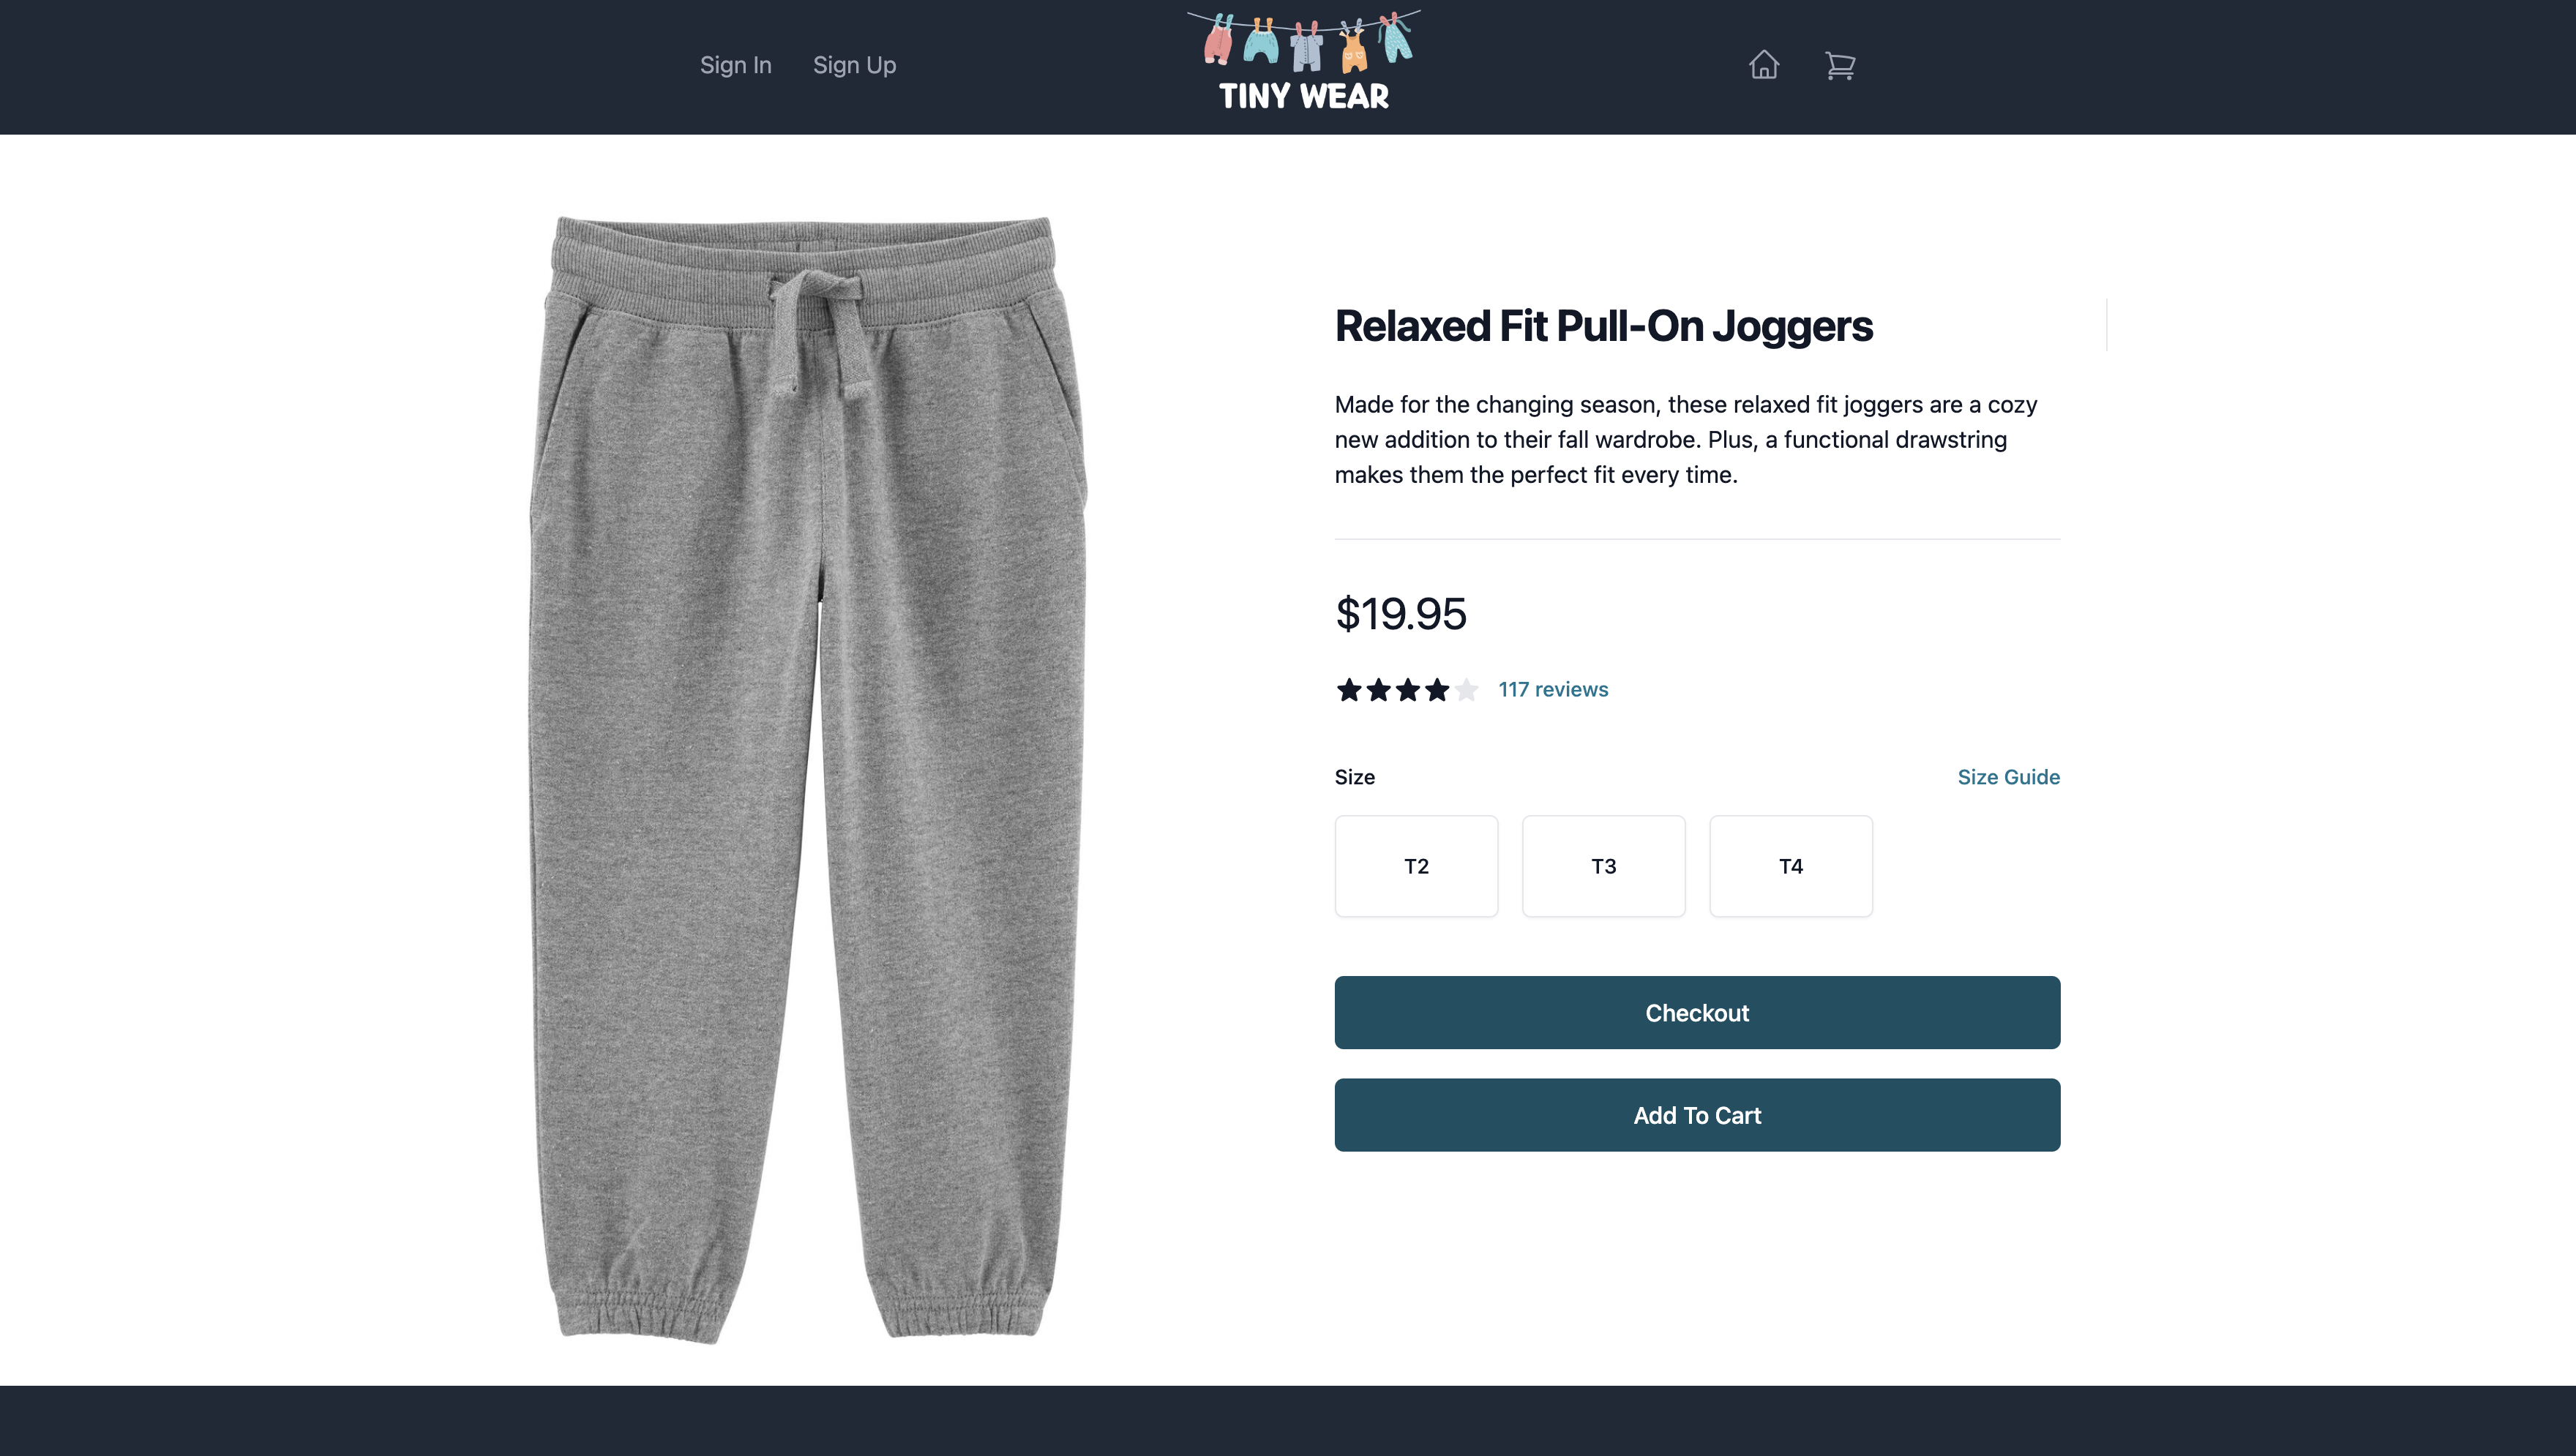 Sign In
Sign Up
TINY WEAR
Relaxed Fit Pull-On Joggers
Made for the changing season, these relaxed fit joggers are a cozy
new addition to their fall wardrobe. Plus, a functional drawstring
makes them the perfect fit every time.
$19.95
117 reviews
Size
Size Guide
T2
T3
T4
Checkout
Add To Cart